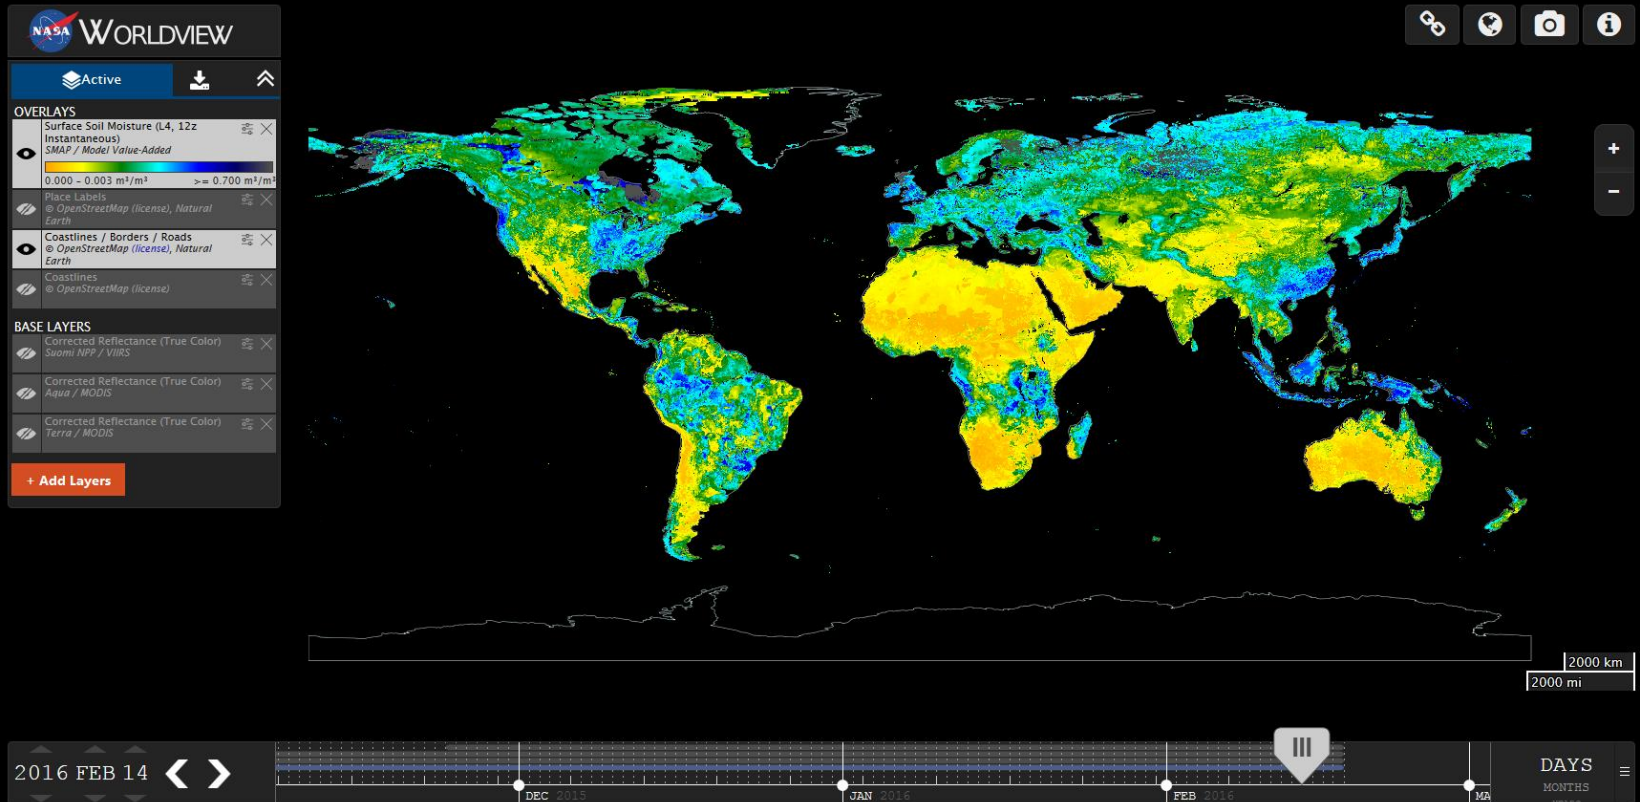 NASA WORLDVIEW
Active
OVERLAYS
Surface Soil Moisture (L4, 12z
Instantaneous)
SMAP / Model Value-Added
0.000 – 0.003 m³/m³ >= 0.700 m³/m³
Place Labels
© OpenStreetMap (license), Natural
Earth
Coastlines / Borders / Roads
© OpenStreetMap (license), Natural
Earth
Coastlines
© OpenStreetMap (license)
BASE LAYERS
Corrected Reflectance (True Color)
Suomi NPP / VIIRS
Corrected Reflectance (True Color)
Aqua / MODIS
Corrected Reflectance (True Color)
Terra / MODIS
+ Add Layers
+
−
2000 km
2000 mi
2016 FEB 14
DEC 2015
JAN 2016
FEB 2016
MA
DAYS
MONTHS